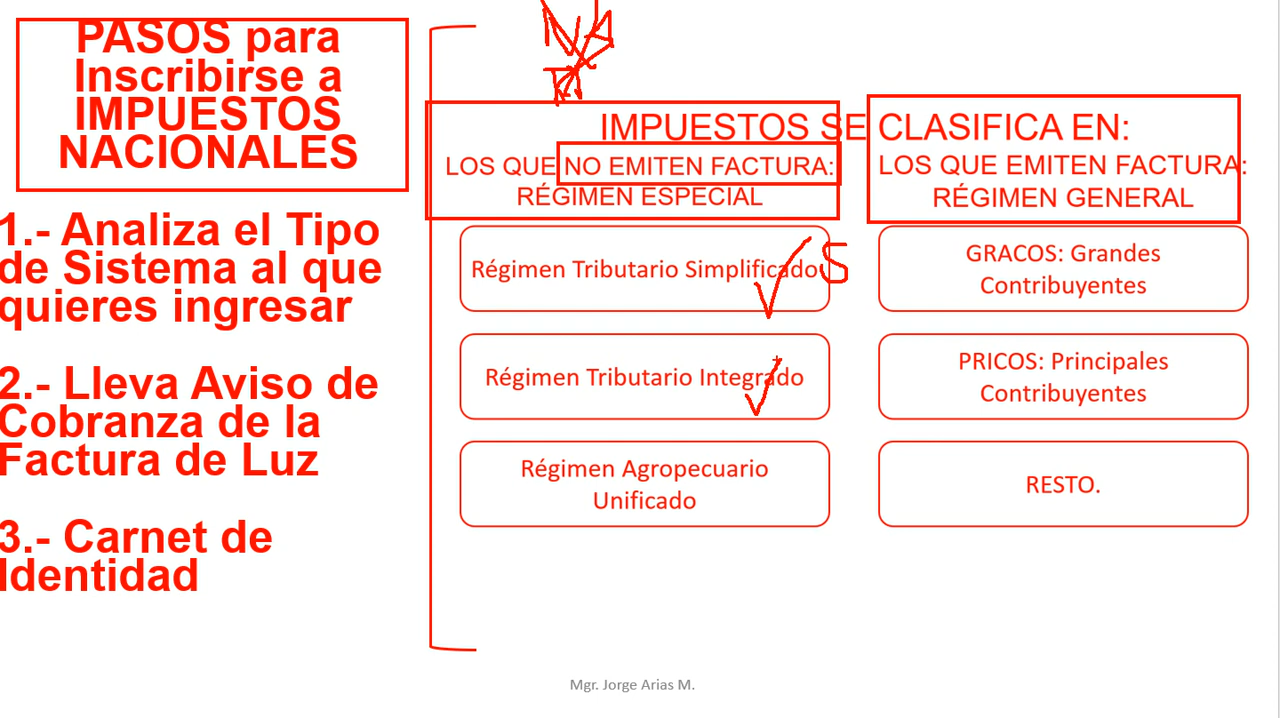 PASOS para
Inscribirse a
IMPUESTOS
NACIONALES
1.- Analiza el Tipo
de Sistema al que
quieres ingresar
2.- Lleva Aviso de
Cobranza de la
Factura de Luz
3.- Carnet de
Identidad
IMPUESTOS SE CLASIFICA EN:
LOS QUE NO EMITEN FACTURA:
RÉGIMEN ESPECIAL
Régimen Tributario Simplificado
S
Régimen Tributario Integrado
Régimen Agropecuario
Unificado
LOS QUE EMITEN FACTURA:
RÉGIMEN GENERAL
GRACOS: Grandes
Contribuyentes
PRICOS: Principales
Contribuyentes
RESTO.
Mgr. Jorge Arias M.